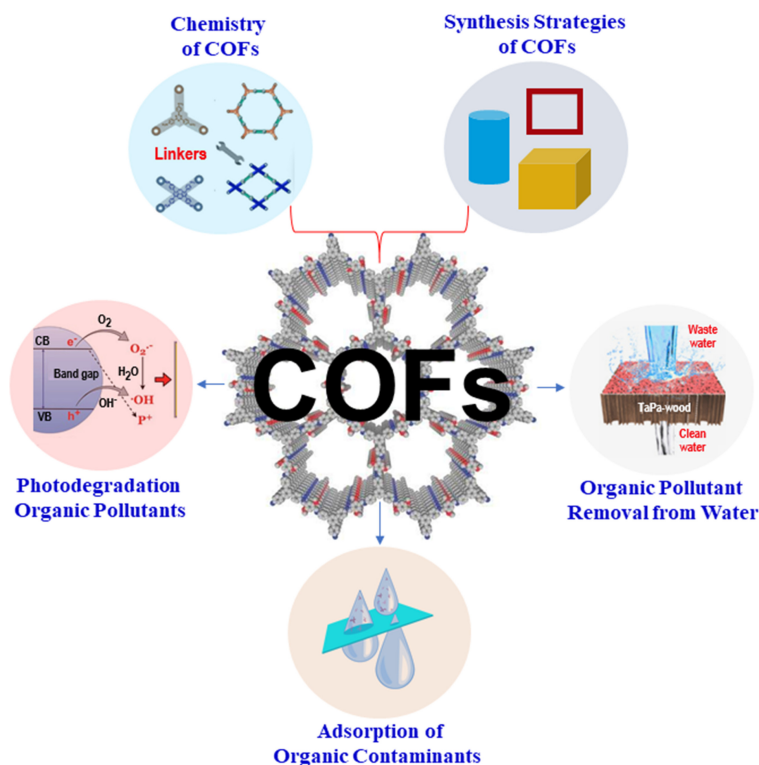 Chemistry
of COFs
Synthesis Strategies
of COFs
Linkers
COFs
O₂
CB
e⁻
O₂·⁻
Band gap
H₂O
OH⁻
·OH
VB
h⁺
P⁺
Waste
water
TaPa-wood
Clean
water
Photodegradation
Organic Pollutants
Organic Pollutant
Removal from Water
Adsorption of
Organic Contaminants